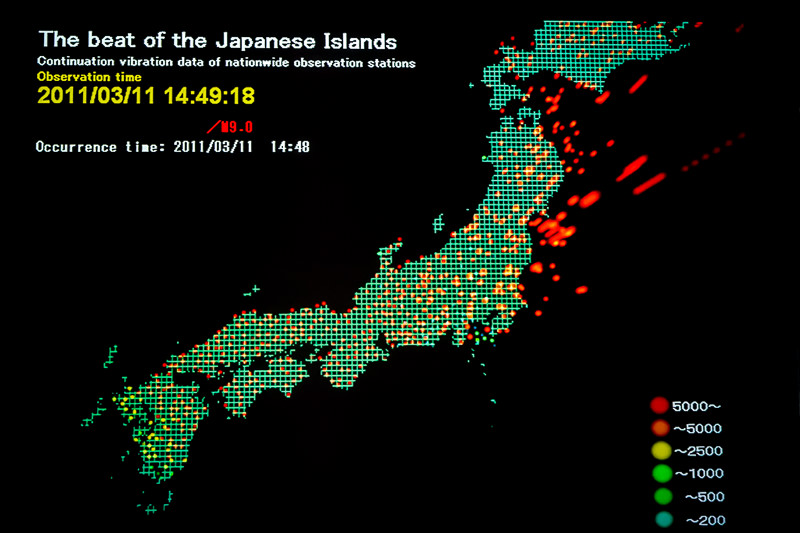 The beat of the Japanese Islands
Continuation vibration data of nationwide observation stations
Observation time
2011/03/11 14:49:18
／M9.0
Occurrence time: 2011/03/11 14:48
5000～
～5000
～2500
～1000
～500
～200